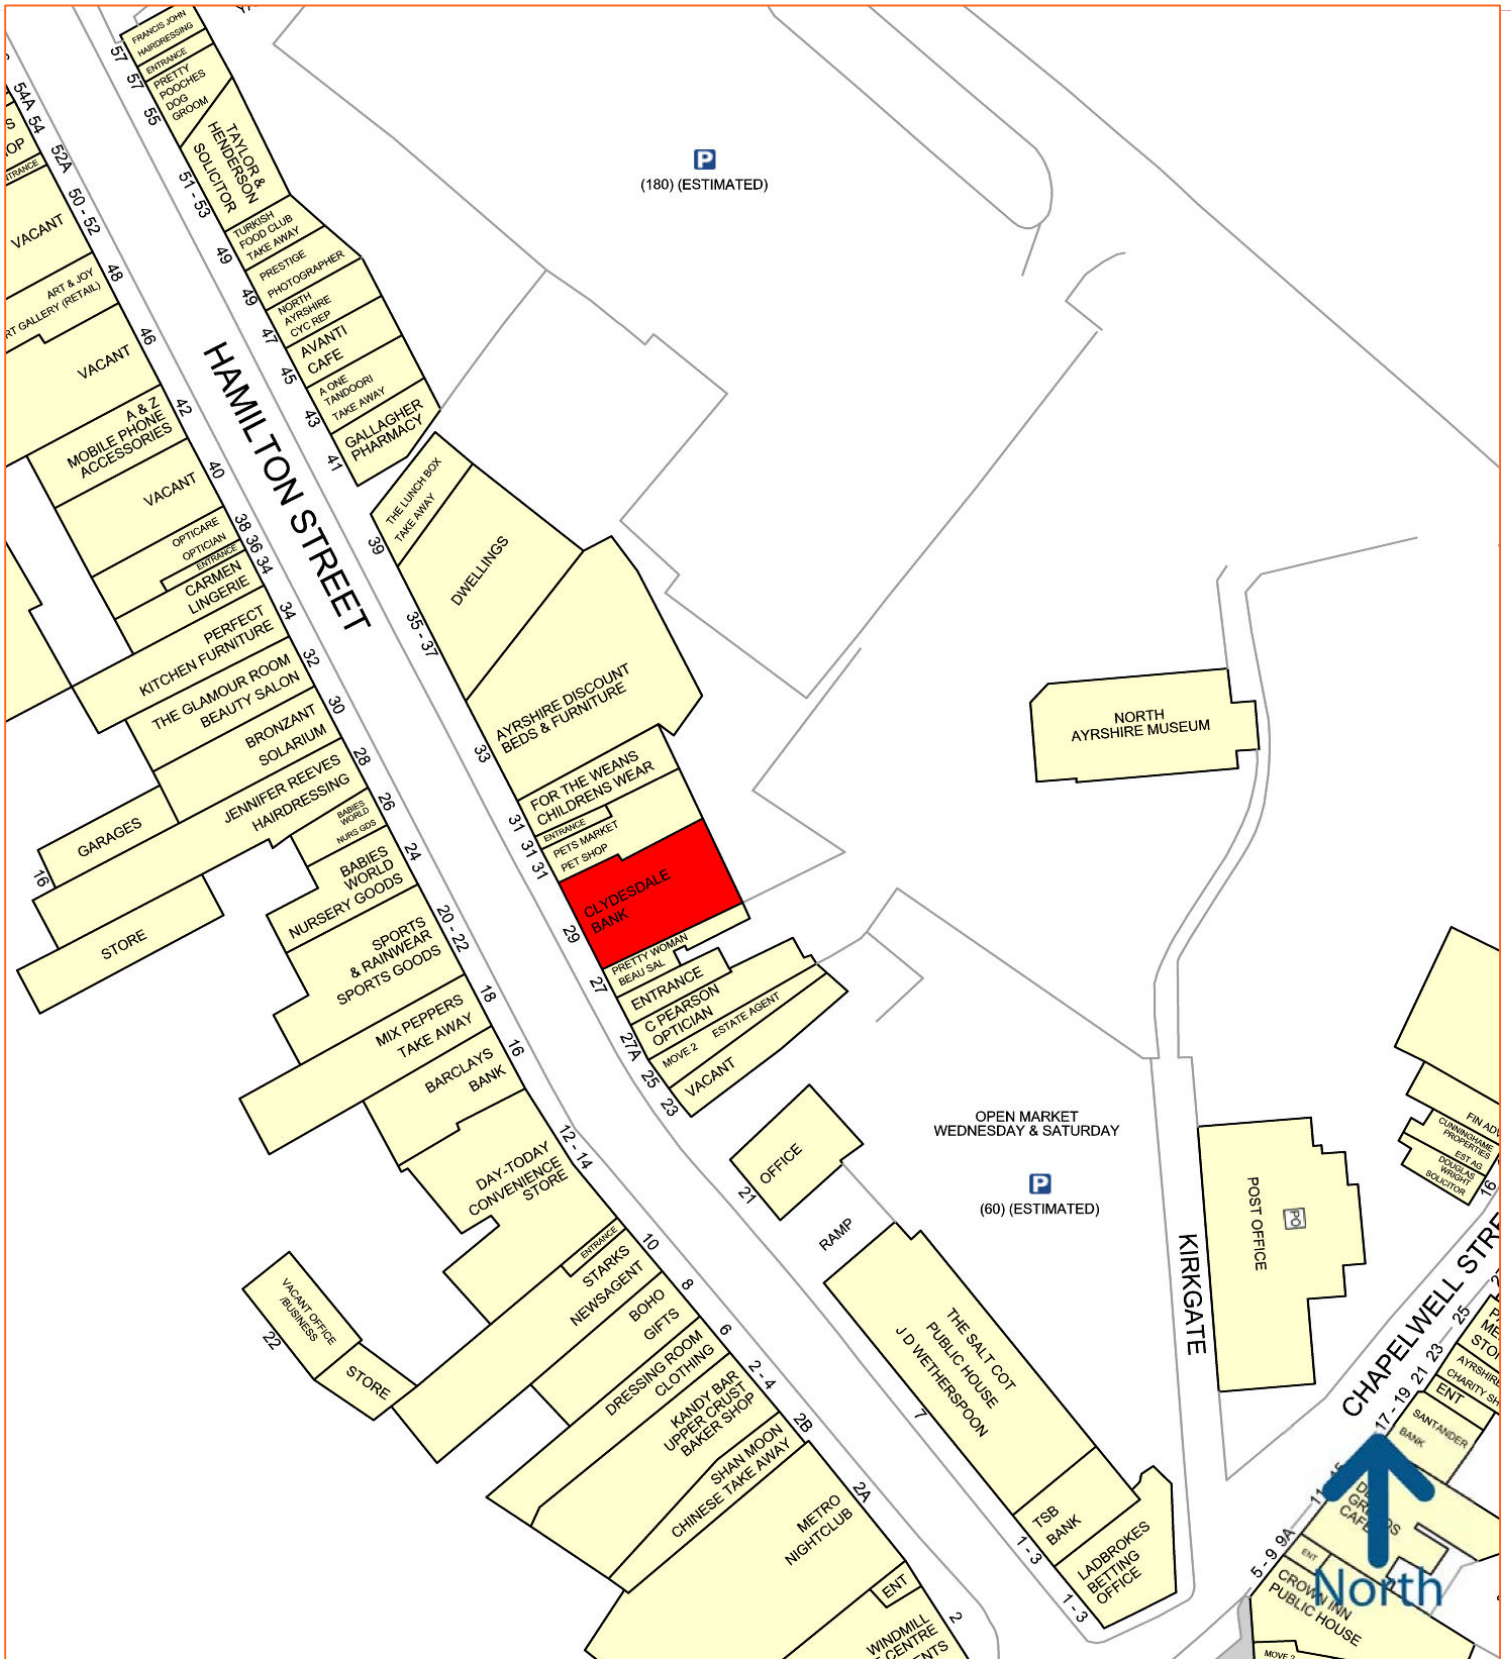 FRANCIS JOHN
HAIRDRESSING
ENTRANCE
PRETTY
POOCHES
DOG
GROOM
57
57
55
TAYLOR &
HENDERSON
SOLICITOR
51 - 53
TURKISH
FOOD CLUB
TAKE AWAY
49
PRESTIGE
PHOTOGRAPHER
49
NORTH
AYRSHIRE
CYC REP
47
AVANTI
CAFE
45
A ONE
TANDOORI
TAKE AWAY
43
GALLAGHER
PHARMACY
41
THE LUNCH BOX
TAKE AWAY
39
DWELLINGS
35 - 37
AYRSHIRE DISCOUNT
BEDS & FURNITURE
33
FOR THE WEANS
CHILDRENS WEAR
31
ENTRANCE
31
PETS MARKET
PET SHOP
31
CLYDESDALE
BANK
29
PRETTY WOMAN
BEAU SAL
27
ENTRANCE
C PEARSON
OPTICIAN
27A
MOVE 2 ESTATE AGENT
25
VACANT
23
OFFICE
21
RAMP
THE SALT COT
PUBLIC HOUSE
J D WETHERSPOON
7
TSB
BANK
1 - 3
LADBROKES
BETTING
OFFICE
1 - 3
HAMILTON STREET
54A
54
OP
52A
VACANT
50 - 52
ART & JOY
RT GALLERY (RETAIL)
48
VACANT
46
A & Z
MOBILE PHONE
ACCESSORIES
42
VACANT
40
OPTICARE
OPTICIAN
38
ENTRANCE
36
CARMEN
LINGERIE
34
PERFECT
KITCHEN FURNITURE
34
THE GLAMOUR ROOM
BEAUTY SALON
32
BRONZANT
SOLARIUM
30
JENNIFER REEVES
HAIRDRESSING
28
GARAGES
16
STORE
BABIES
WORLD
NURS GDS
26
BABIES
WORLD
NURSERY GOODS
24
SPORTS
& RAINWEAR
SPORTS GOODS
20 - 22
MIX PEPPERS
TAKE AWAY
18
BARCLAYS
BANK
16
DAY-TODAY
CONVENIENCE
STORE
12 - 14
ENTRANCE
STARKS
NEWSAGENT
10
VACANT OFFICE
/BUSINESS
22
STORE
BOHO
GIFTS
8
DRESSING ROOM
CLOTHING
6
KANDY BAR
UPPER CRUST
BAKER SHOP
2 - 4
SHAN MOON
CHINESE TAKE AWAY
2B
METRO
NIGHTCLUB
2A
ENT
2
WINDMILL
CENTRE
P
(180) (ESTIMATED)
NORTH
AYRSHIRE MUSEUM
OPEN MARKET
WEDNESDAY & SATURDAY
P
(60) (ESTIMATED)
KIRKGATE
POST OFFICE
PO
FIN ADV
CUNNINGHAME
PROPERTIES
EST AG
DOUGLAS
WRIGHT
SOLICITOR
16
CHAPELWELL STRE
25
23
21
17 - 19
AYRSHIRE
CHARITY SH
ENT
SANTANDER
BANK
CAFE
5 - 9
9A
ENT
CROWN INN
PUBLIC HOUSE
MOVE 2
North